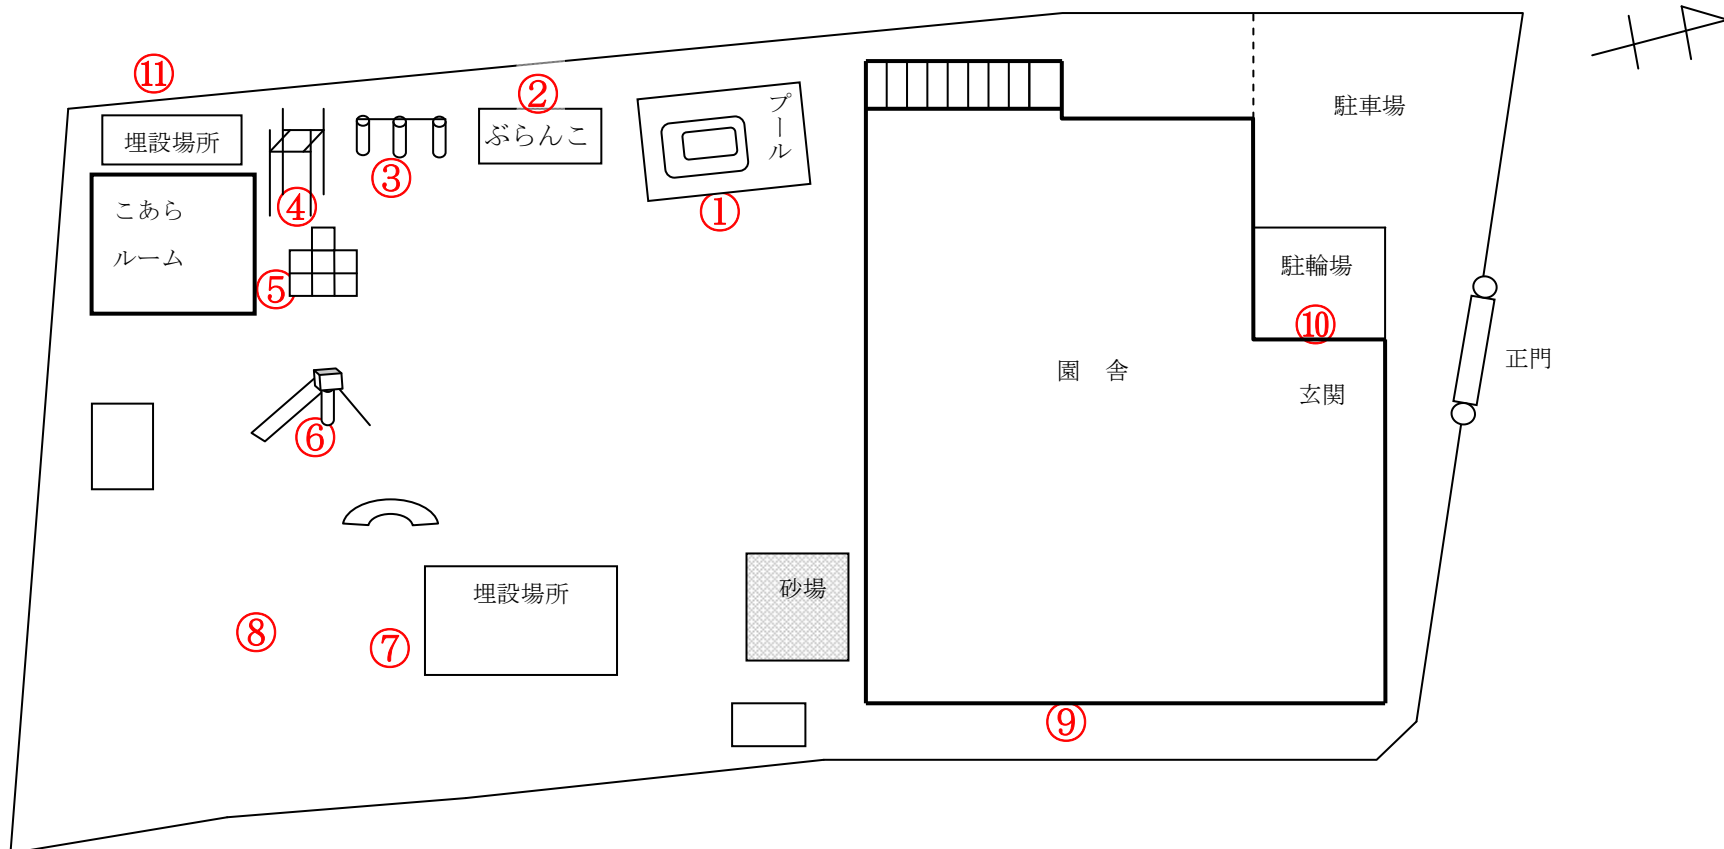 ⑪
②
プール
駐車場
埋設場所
ぶらんこ
③
④
①
こあら
ルーム
⑤
駐輪場
⑩
正門
園　舎
玄関
⑥
埋設場所
砂場
⑧
⑦
⑨